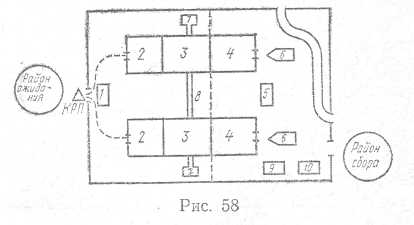 7
2 3 4 6
Район
ожида-
ний
КРП
1
8
5
2 3 4 6
7
9 10
Район
сбора
Рис. 58